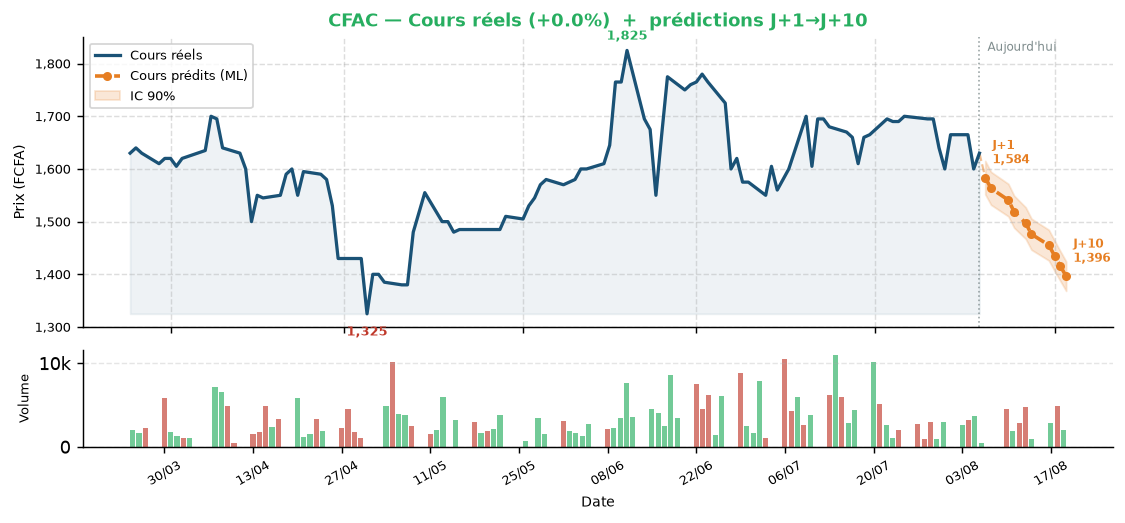 CFAC — Cours réels (+0.0%)  +  prédictions J+1→J+10
1,825
Aujourd'hui
Cours réels
Cours prédits (ML)
IC 90%
Prix (FCFA)
1,800
1,700
1,600
1,500
1,400
1,300
J+1
1,584
J+10
1,396
1,325
Volume
10k
0
30/03
13/04
27/04
11/05
25/05
08/06
22/06
06/07
20/07
03/08
17/08
Date